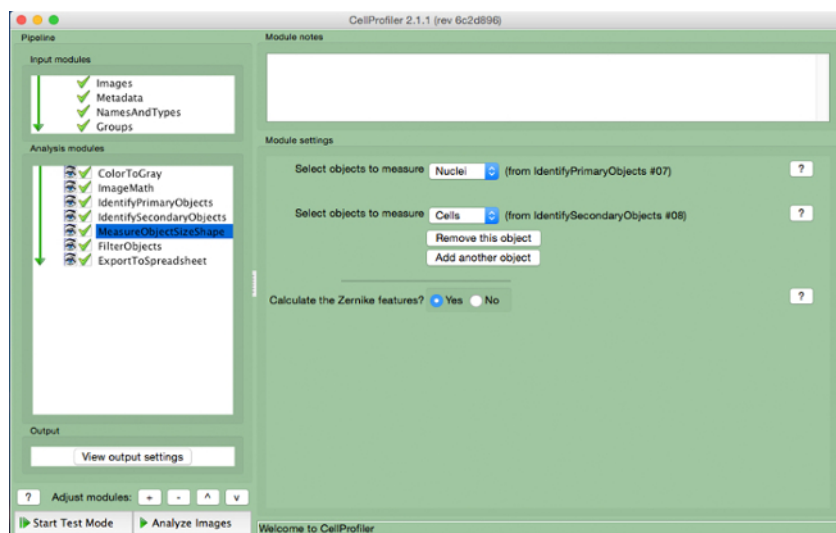 CellProfiler 2.1.1 (rev 6c2d896)
Pipeline
Input modules
Images
Metadata
NamesAndTypes
Groups
Analysis modules
ColorToGray
ImageMath
IdentifyPrimaryObjects
IdentifySecondaryObjects
MeasureObjectSizeShape
FilterObjects
ExportToSpreadsheet
Output
View output settings
? Adjust modules: + - ^ v
Start Test Mode Analyze Images
Module notes
Module settings
Select objects to measure Nuclei (from IdentifyPrimaryObjects #07) ?
Select objects to measure Cells (from IdentifySecondaryObjects #08) ?
Remove this object
Add another object
Calculate the Zernike features? Yes No ?
Welcome to CellProfiler